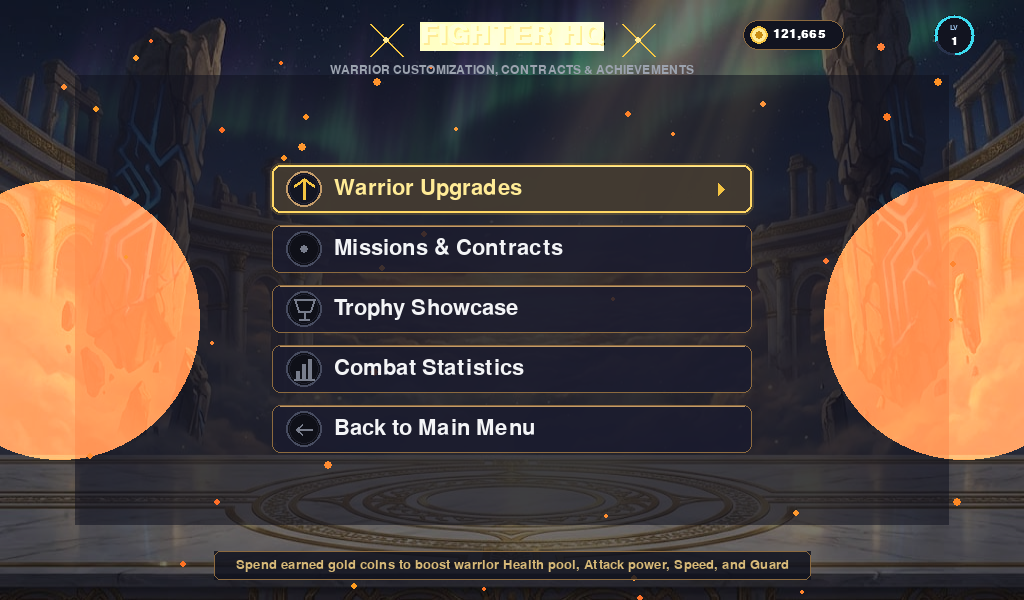 FIGHTER HQ
121,665
LV
1
WARRIOR CUSTOMIZATION, CONTRACTS & ACHIEVEMENTS
Warrior Upgrades
Missions & Contracts
Trophy Showcase
Combat Statistics
Back to Main Menu
Spend earned gold coins to boost warrior Health pool, Attack power, Speed, and Guard